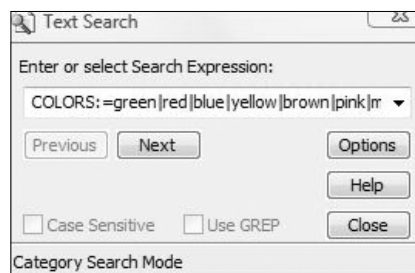 Text Search
Enter or select Search Expression:
COLORS:=green|red|blue|yellow|brown|pink|m
Previous Next Options
Help
Case Sensitive Use GREP Close
Category Search Mode